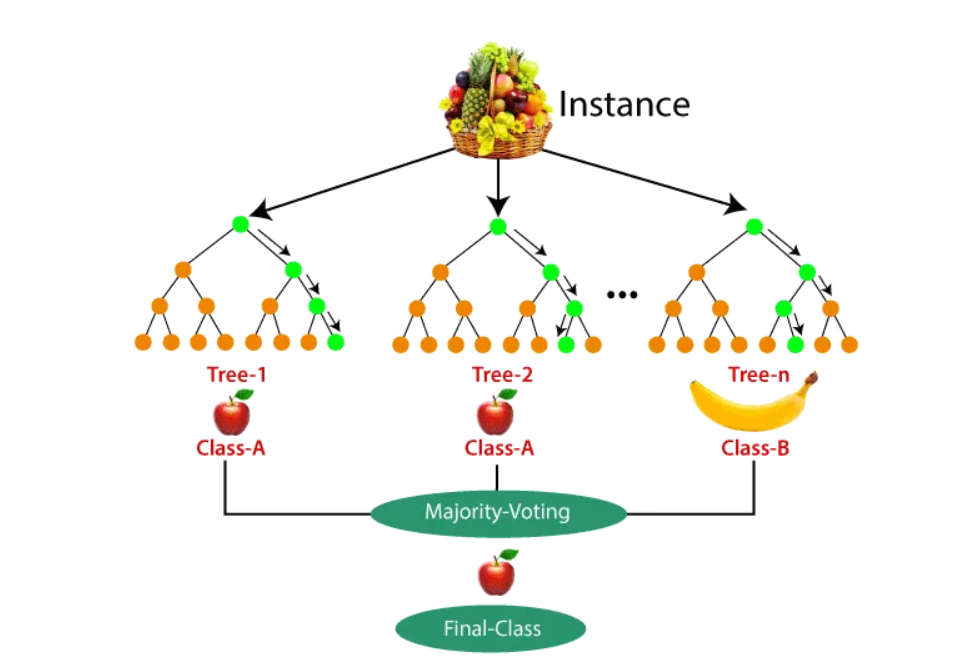 Instance
...
Tree-1
Tree-2
Tree-n
Class-A
Class-A
Class-B
Majority-Voting
Final-Class